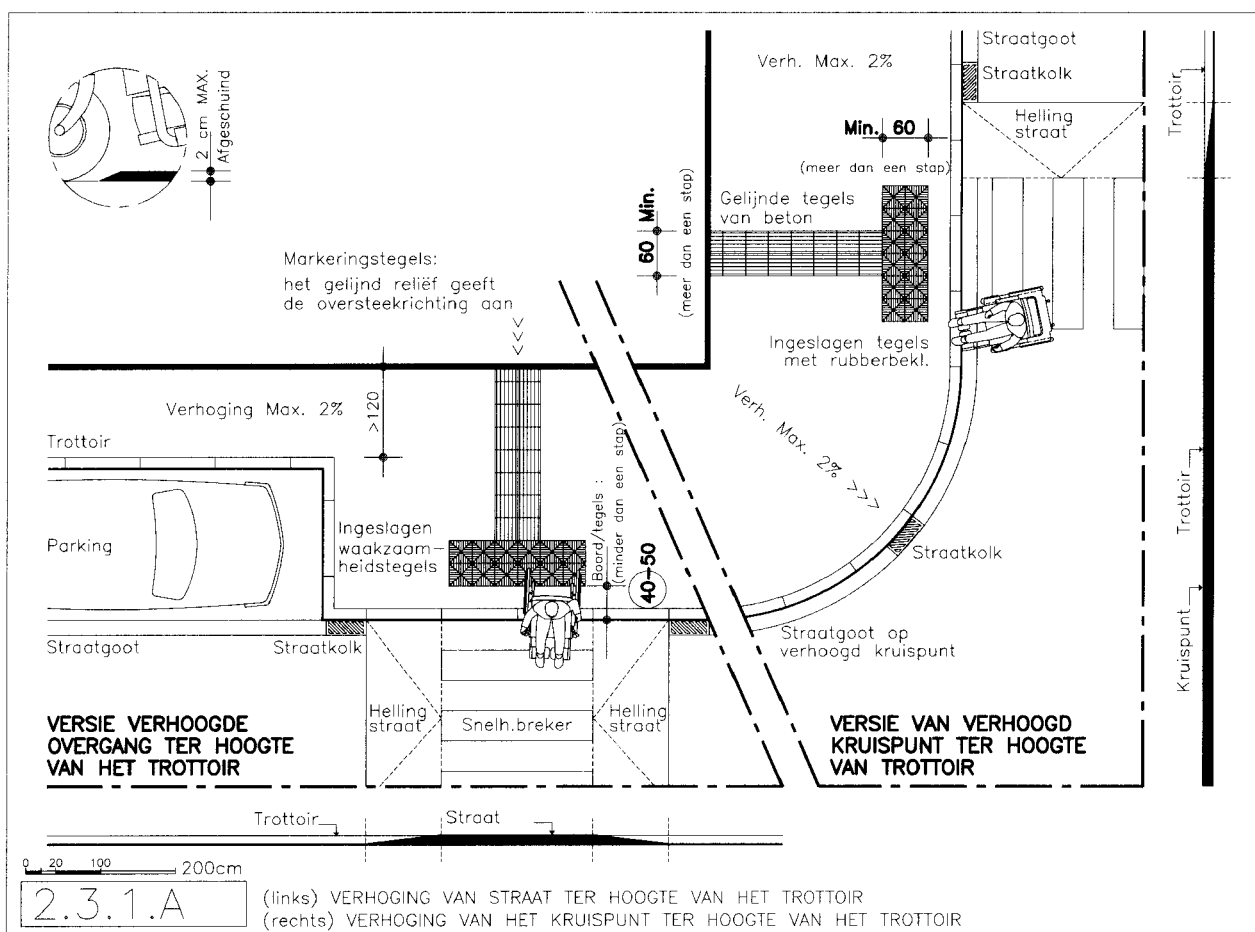 2 cm MAX.
Afgeschuind
Markeringstegels:
het gelijnd reliëf geeft
de oversteekrichting aan
Verh. Max. 2%
Straatgoot
Straatkolk
Helling
straat
Trottoir
Min. 60
(meer dan een stap)
Gelijnde tegels
van beton
60 Min.
(meer dan een stap)
Ingeslagen tegels
met rubberbekl.
Verh. Max. 2% >>>
Straatkolk
Straatgoot op
verhoogd kruispunt
Trottoir
Kruispunt
Verhoging Max. 2%
>120
Trottoir
Parking
Ingeslagen
waakzaam-
heidstegels
Boord/tegels :
(minder dan een stap)
40-50
Straatgoot
Straatkolk
Helling
straat
Snelh.breker
Helling
straat
VERSIE VERHOOGDE
OVERGANG TER HOOGTE
VAN HET TROTTOIR
VERSIE VAN VERHOOGD
KRUISPUNT TER HOOGTE
VAN TROTTOIR
Trottoir
Straat
0 20 100 200cm
2.3.1.A
(links) VERHOGING VAN STRAAT TER HOOGTE VAN HET TROTTOIR
(rechts) VERHOGING VAN HET KRUISPUNT TER HOOGTE VAN HET TROTTOIR